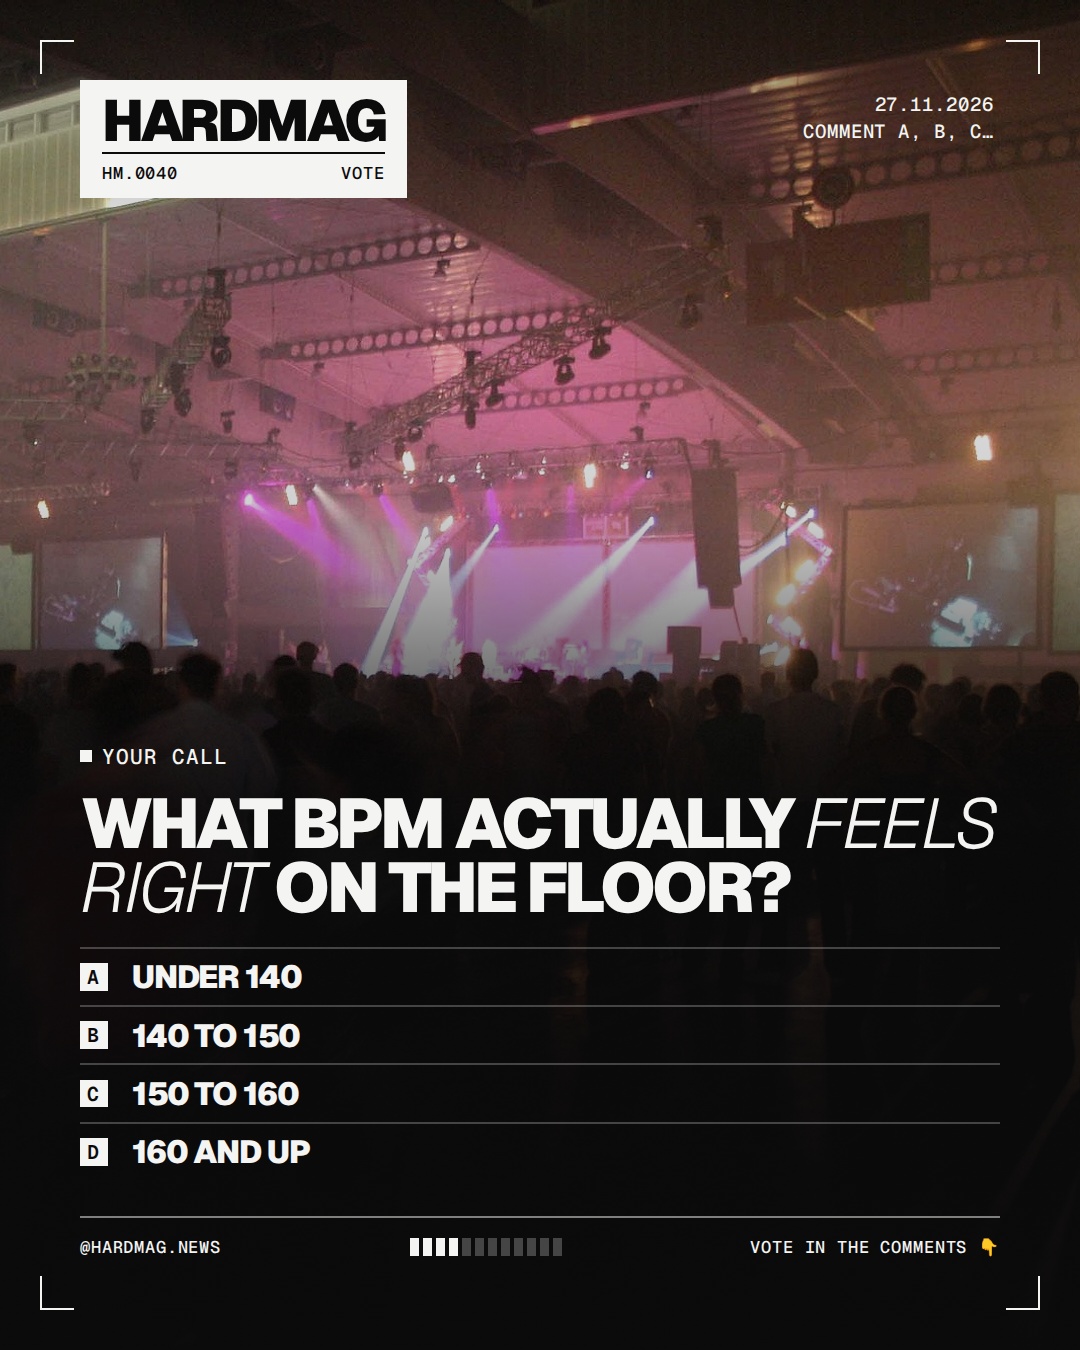 HARDMAG
HM.0040 VOTE
27.11.2026
COMMENT A, B, C…
YOUR CALL
WHAT BPM ACTUALLY FEELS
RIGHT ON THE FLOOR?
A UNDER 140
B 140 TO 150
C 150 TO 160
D 160 AND UP
@HARDMAG.NEWS
VOTE IN THE COMMENTS 👇